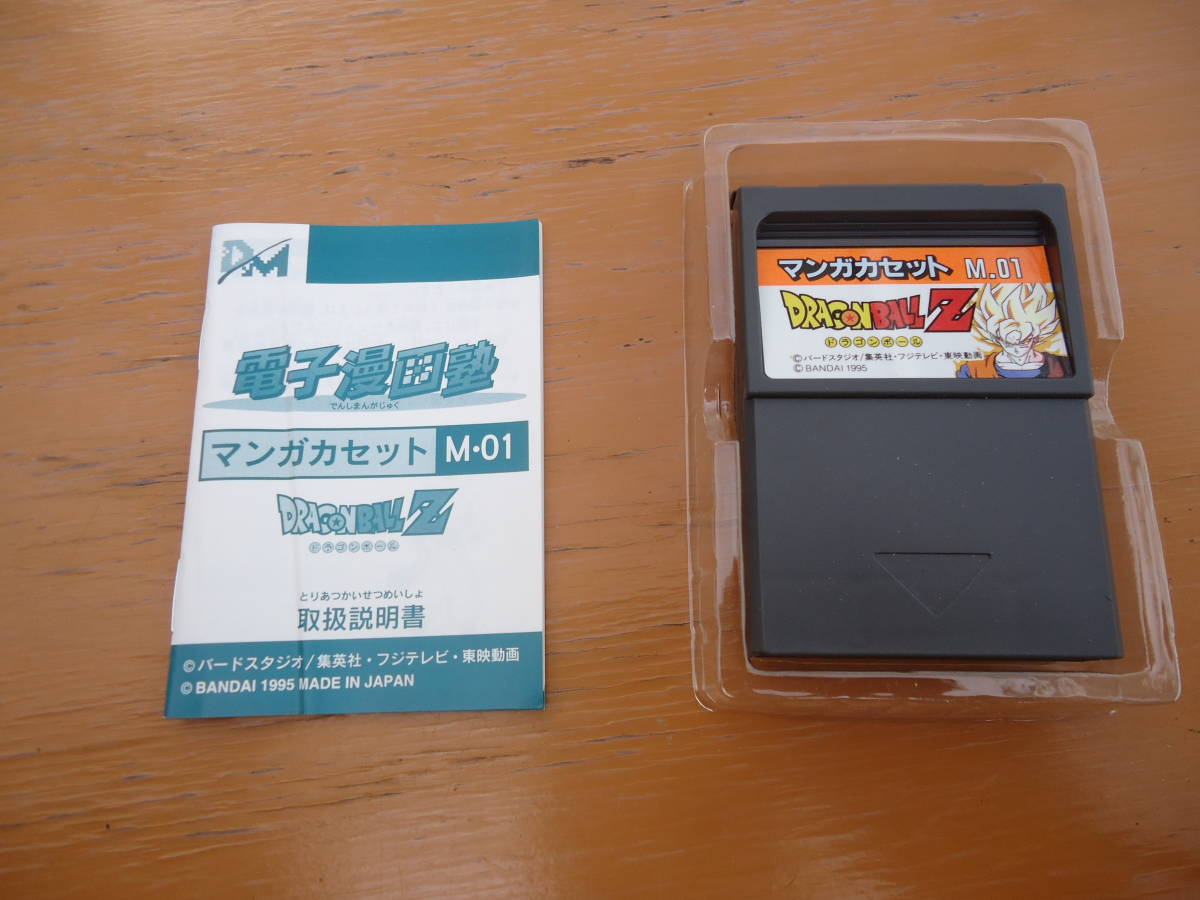 DM
電子漫画塾
でんしまんがじゅく
マンガカセット M・01
DRAGON BALL Z
ドラゴンボール
とりあつかいせつめいしょ
取扱説明書
©バードスタジオ/集英社・フジテレビ・東映動画
© BANDAI 1995 MADE IN JAPAN
マンガカセット M.01
DRAGON BALL Z
ドラゴンボール
©バードスタジオ/集英社・フジテレビ・東映動画
© BANDAI 1995